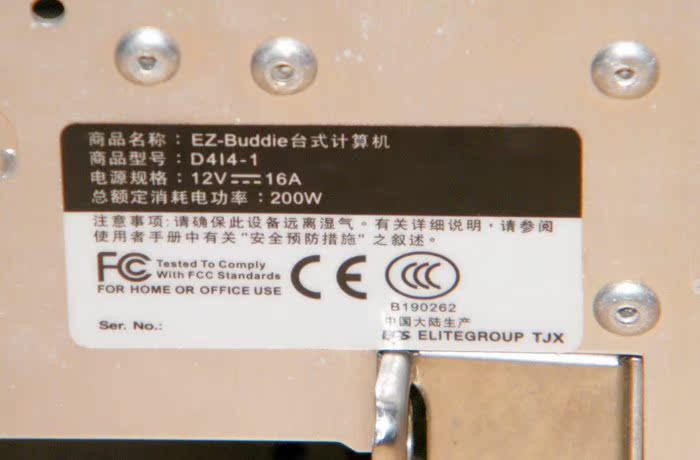 商品名称：EZ-Buddie台式计算机
商品型号：D4I4-1
电源规格：12V⎓16A
总额定消耗电功率：200W
注意事项:请确保此设备远离湿气。有关详细说明，请参阅
使用者手册中有关“安全预防措施”之叙述。
FC Tested To Comply
With FCC Standards
FOR HOME OR OFFICE USE
CE
CCC
B190262
中国大陆生产
Ser. No.:
ECS ELITEGROUP TJX